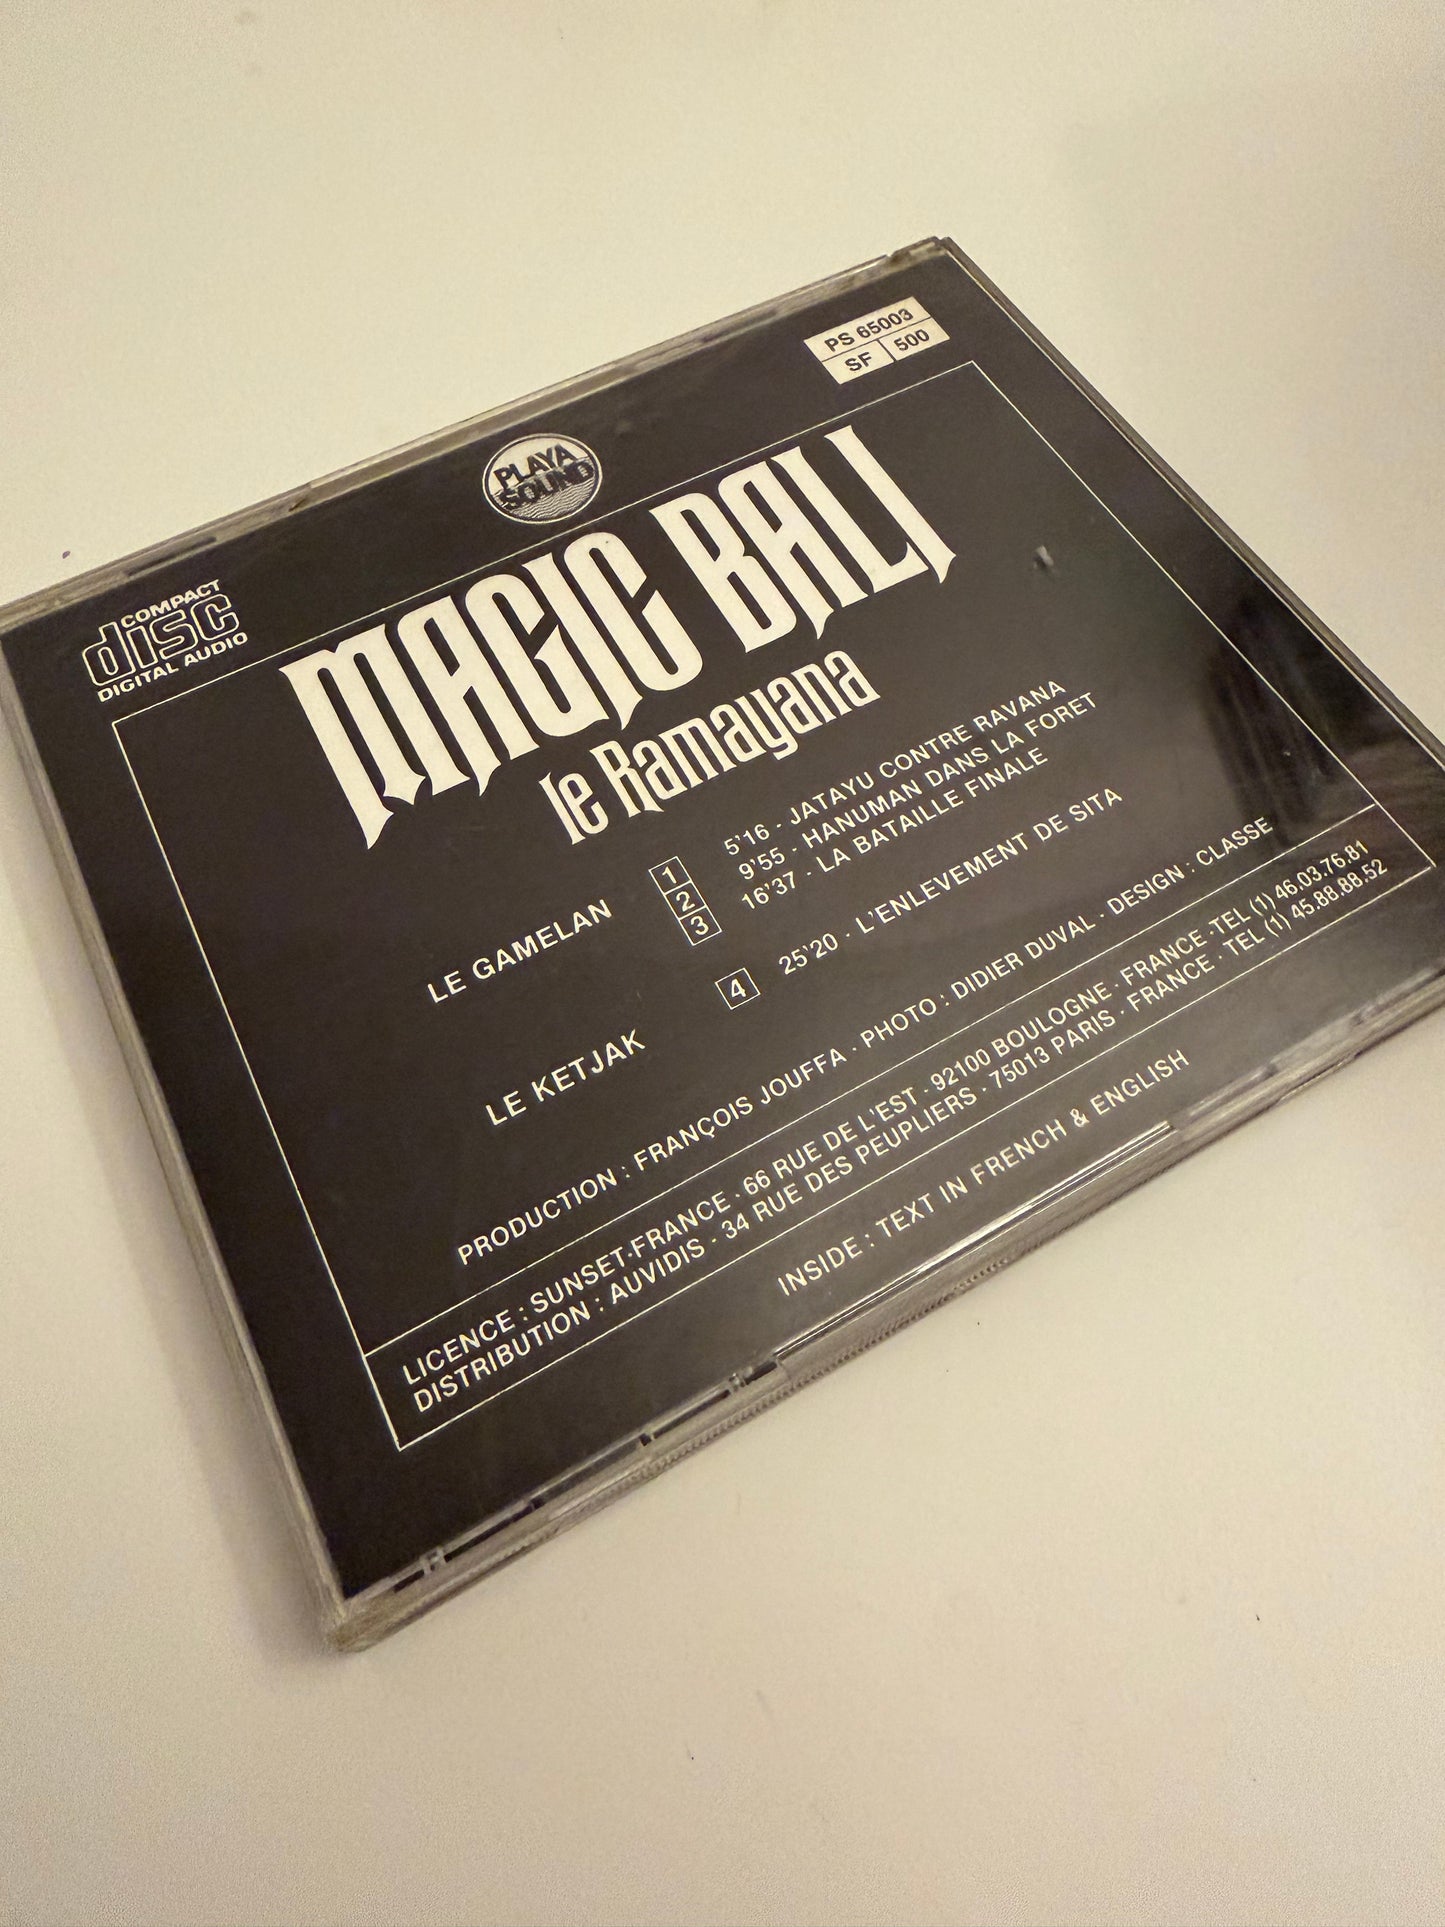 PS 65003
SF 500
PLAYA
SOUND
COMPACT
disc
DIGITAL AUDIO
MAGIC BALI
le Ramayana
LE GAMELAN
1 5'16 - JATAYU CONTRE RAVANA
2 9'55 - HANUMAN DANS LA FORET
3 16'37 - LA BATAILLE FINALE
LE KETJAK
4 25'20 - L'ENLEVEMENT DE SITA
PRODUCTION : FRANÇOIS JOUFFA · PHOTO : DIDIER DUVAL · DESIGN : CLASSE
LICENCE : SUNSET-FRANCE · 66 RUE DE L'EST · 92100 BOULOGNE · FRANCE · TEL (1) 46.03.76.81
DISTRIBUTION : AUVIDIS - 34 RUE DES PEUPLIERS · 75013 PARIS · FRANCE · TEL (1) 45.88.88.52
INSIDE : TEXT IN FRENCH & ENGLISH